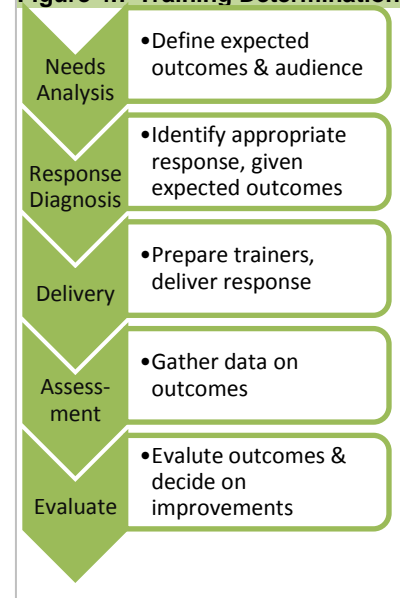 Figure 4.7 Training Determination
Needs
Analysis
•Define expected
outcomes & audience
Response
Diagnosis
•Identify appropriate
response, given
expected outcomes
Delivery
•Prepare trainers,
deliver response
Assess-
ment
•Gather data on
outcomes
Evaluate
•Evalute outcomes &
decide on
improvements